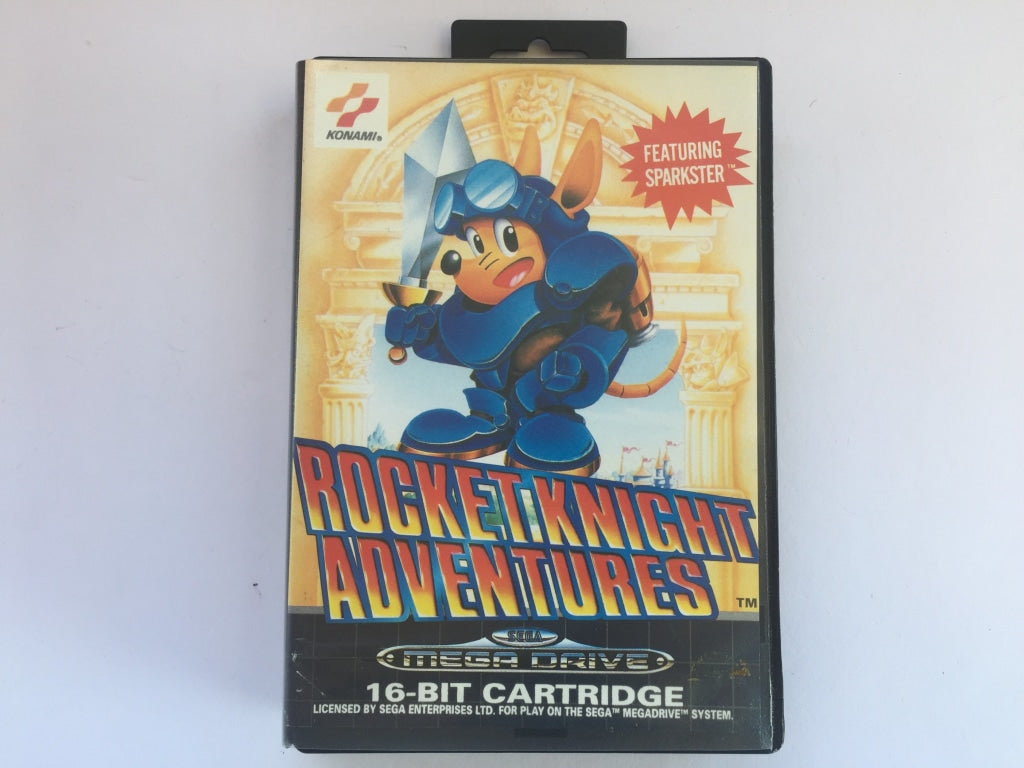 KONAMI®
FEATURING
SPARKSTER™
ROCKET KNIGHT
ADVENTURES
TM
SEGA
MEGA DRIVE
16-BIT CARTRIDGE
LICENSED BY SEGA ENTERPRISES LTD. FOR PLAY ON THE SEGA™ MEGADRIVE™ SYSTEM.